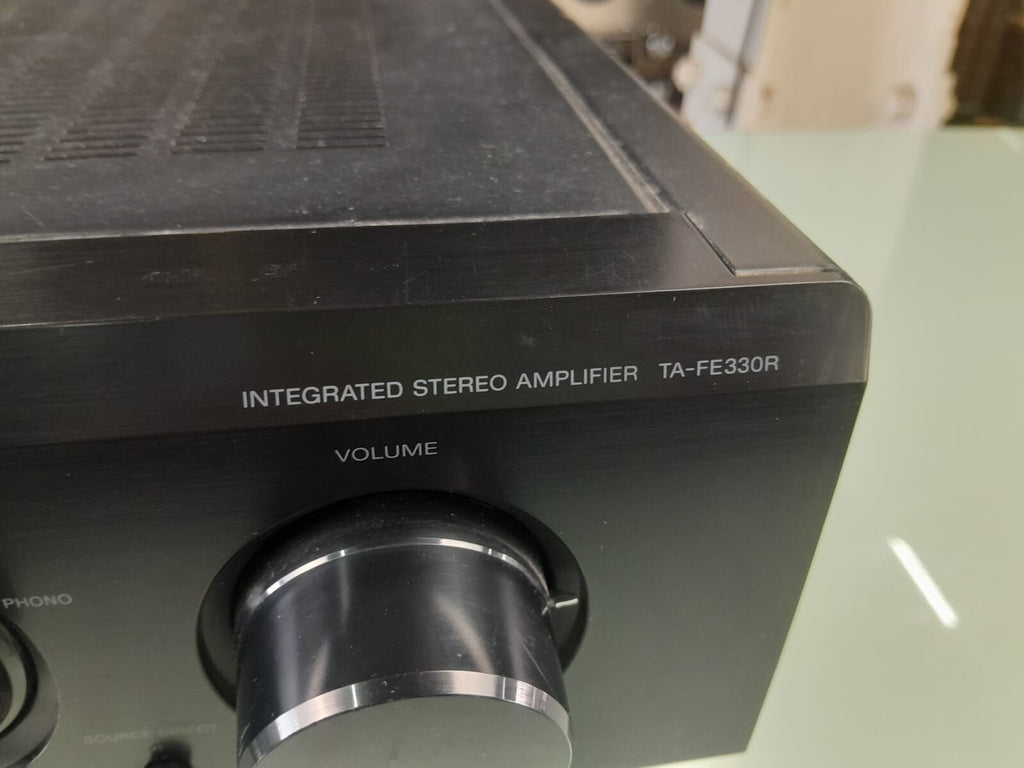 INTEGRATED STEREO AMPLIFIER TA-FE330R
VOLUME
PHONO
SOURCE DIRECT